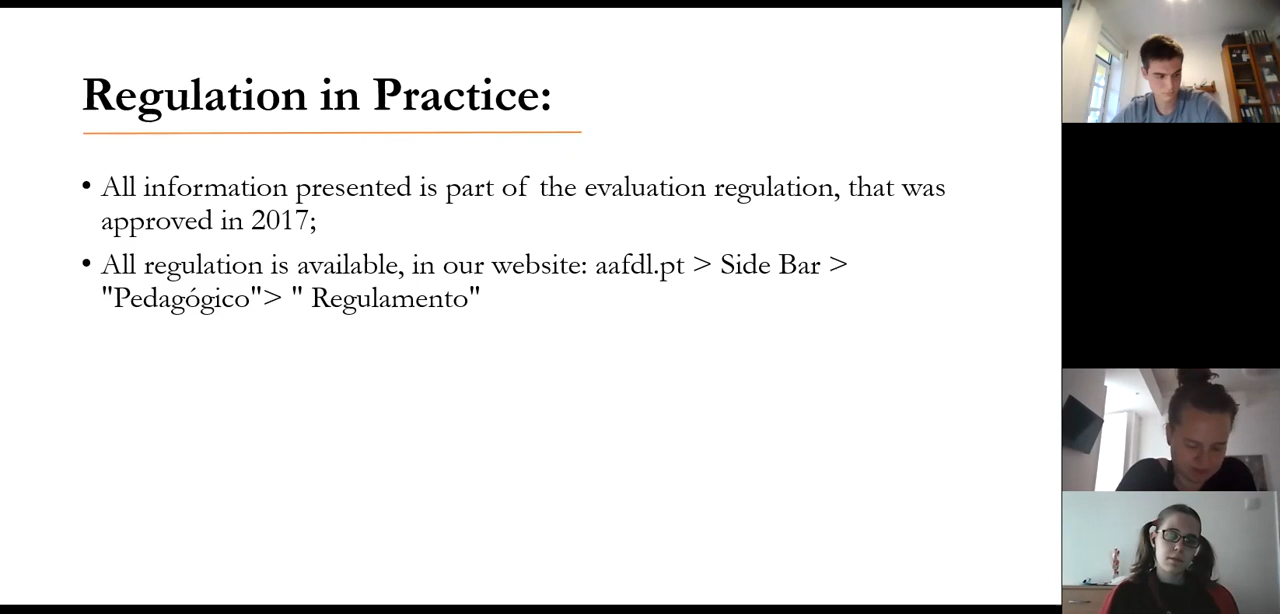 Regulation in Practice:
• All information presented is part of the evaluation regulation, that was
approved in 2017;
• All regulation is available, in our website: aafdl.pt > Side Bar >
"Pedagógico"> " Regulamento"